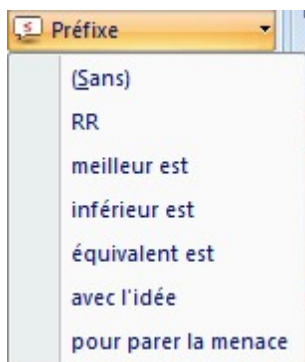 Préfixe
(Sans)
RR
meilleur est
inférieur est
équivalent est
avec l'idée
pour parer la menace